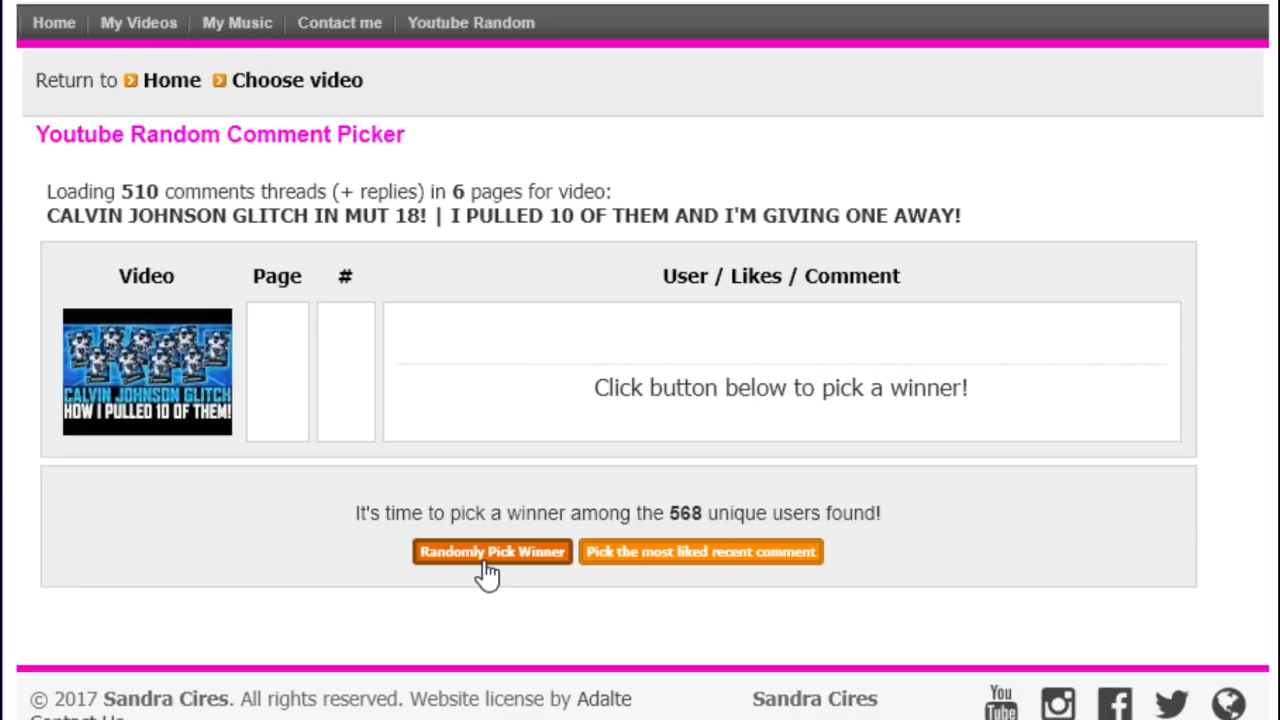 Home My Videos My Music Contact me Youtube Random
Return to Home Choose video
Youtube Random Comment Picker
Loading 510 comments threads (+ replies) in 6 pages for video:
CALVIN JOHNSON GLITCH IN MUT 18! | I PULLED 10 OF THEM AND I'M GIVING ONE AWAY!
Video Page # User / Likes / Comment
CALVIN JOHNSON GLITCH
HOW I PULLED 10 OF THEM!
Click button below to pick a winner!
It's time to pick a winner among the 568 unique users found!
Randomly Pick Winner Pick the most liked recent comment
© 2017 Sandra Cires. All rights reserved. Website license by Adalte
Sandra Cires
You
Tube
Contact Us